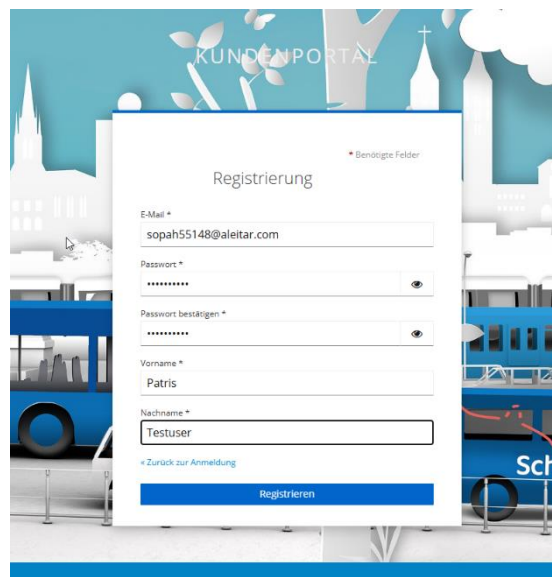 KUNDENPORTAL
* Benötigte Felder
Registrierung
E-Mail *
sopah55148@aleitar.com
Passwort *
••••••••••
Passwort bestätigen *
••••••••••
Vorname *
Patris
Nachname *
Testuser
« Zurück zur Anmeldung
Sch
Registrieren